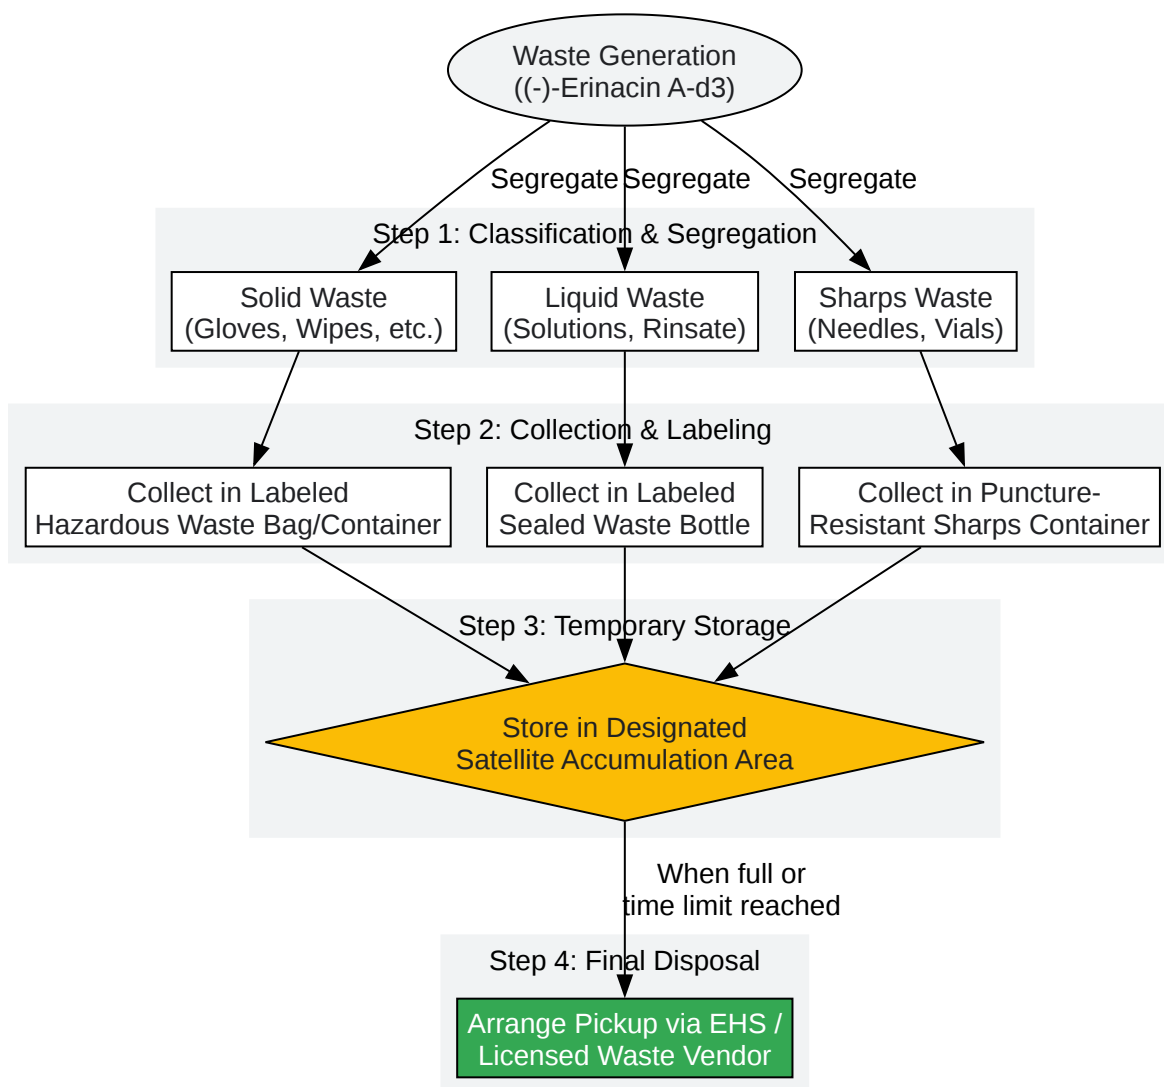 Waste Generation
((-)-Erinacin A-d3)
Segregate
Segregate
Segregate
Step 1: Classification & Segregation
Solid Waste
(Gloves, Wipes, etc.)
Liquid Waste
(Solutions, Rinsate)
Sharps Waste
(Needles, Vials)
Step 2: Collection & Labeling
Collect in Labeled
Hazardous Waste Bag/Container
Collect in Labeled
Sealed Waste Bottle
Collect in Puncture-
Resistant Sharps Container
Step 3: Temporary Storage
Store in Designated
Satellite Accumulation Area
When full or
time limit reached
Step 4: Final Disposal
Arrange Pickup via EHS /
Licensed Waste Vendor